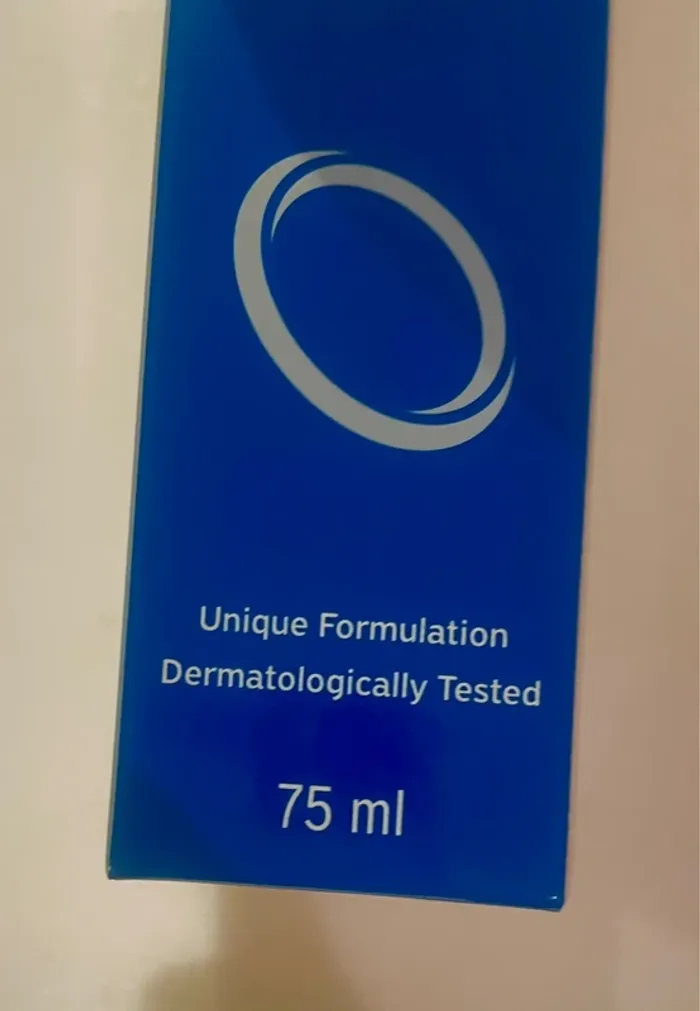 Unique Formulation
Dermatologically Tested
75 ml